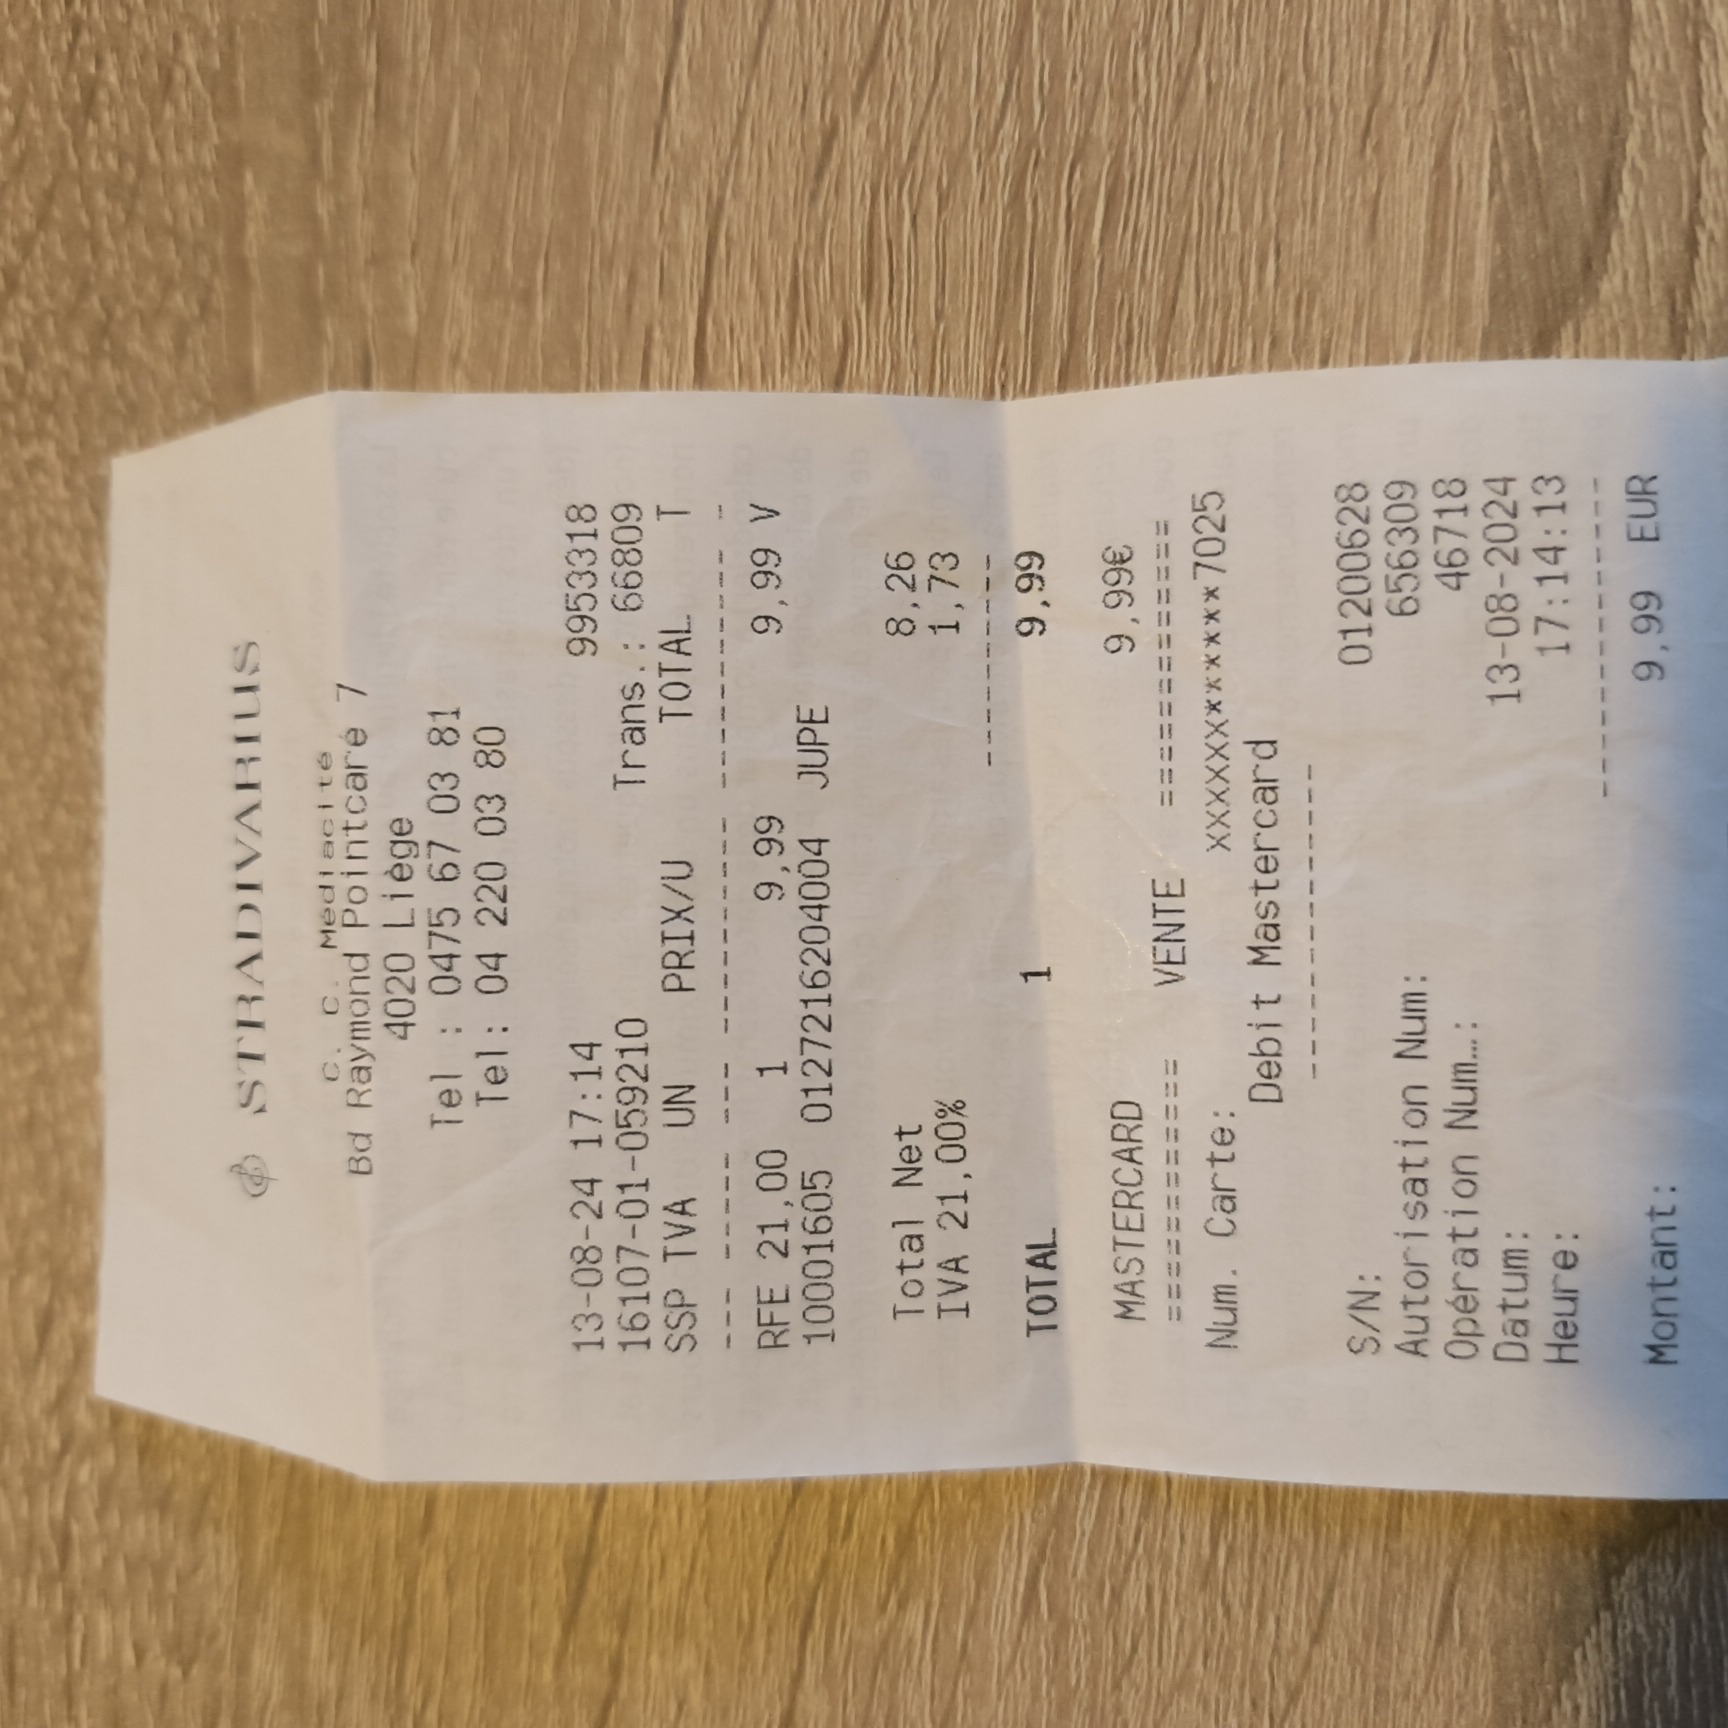 STRADIVARIUS
C. C. Médiacité
Bd Raymond Pointcaré 7
4020 Liège
Tel : 0475 67 03 81
Tel: 04 220 03 80
13-08-24 17:14 9953318
16107-01-059210 Trans.: 66809
SSP TVA UN PRIX/U TOTAL T
--- ----- --- --------- --------- -
RFE 21,00 1 9,99 9,99 V
10001605 0127216204004 JUPE
Total Net 8,26
IVA 21,00% 1,73
----------
TOTAL 1 9,99
MASTERCARD 9,99€
=========== VENTE ============
Num. Carte: XXXXXX******7025
Debit Mastercard
---------------
S/N: 01200628
Autorisation Num: 656309
Opération Num…: 46718
Datum: 13-08-2024
Heure: 17:14:13
---------------
Montant: 9,99 EUR